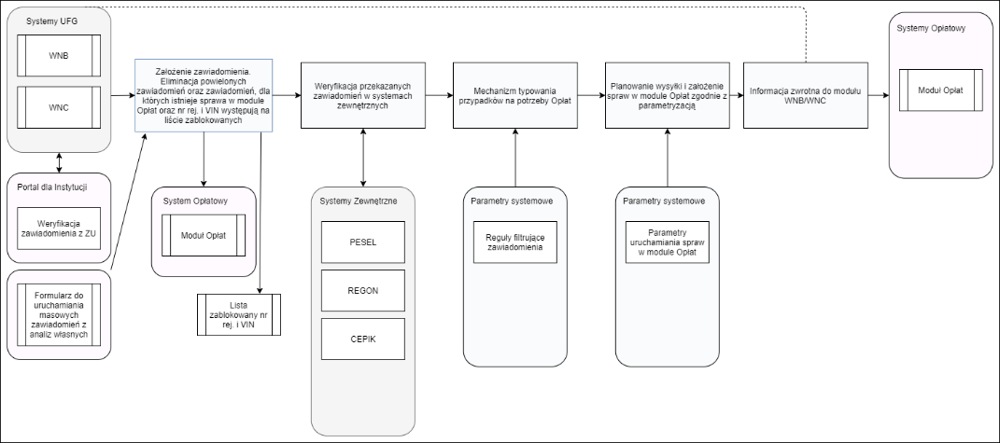 Systemy UFG
WNB
WNC
Portal dla Instytucji
Weryfikacja
zawiadomienia z ZU
Formularz do
uruchamiania
masowych
zawiadomień z
analiz własnych
Założenie zawiadomienia.
Eliminacja powielonych
zawiadomień oraz zawiadomień, dla
których istnieje sprawa w module
Opłat oraz nr rej. i VIN występują na
liście zablokowanych
System Opłatowy
Moduł Opłat
Lista
zablokowany nr
rej. i VIN
Weryfikacja przekazanych
zawiadomień w systemach
zewnętrznych
Systemy Zewnętrzne
PESEL
REGON
CEPIK
Mechanizm typowania
przypadków na potrzeby Opłat
Parametry systemowe
Reguły filtrujące
zawiadomienia
Planowanie wysyłki i założenie
spraw w module Opłat zgodnie z
parametryzacją
Parametry systemowe
Parametry
uruchamiania spraw
w module Opłat
Informacja zwrotna do modułu
WNB/WNC
Systemy Opłatowy
Moduł Opłat